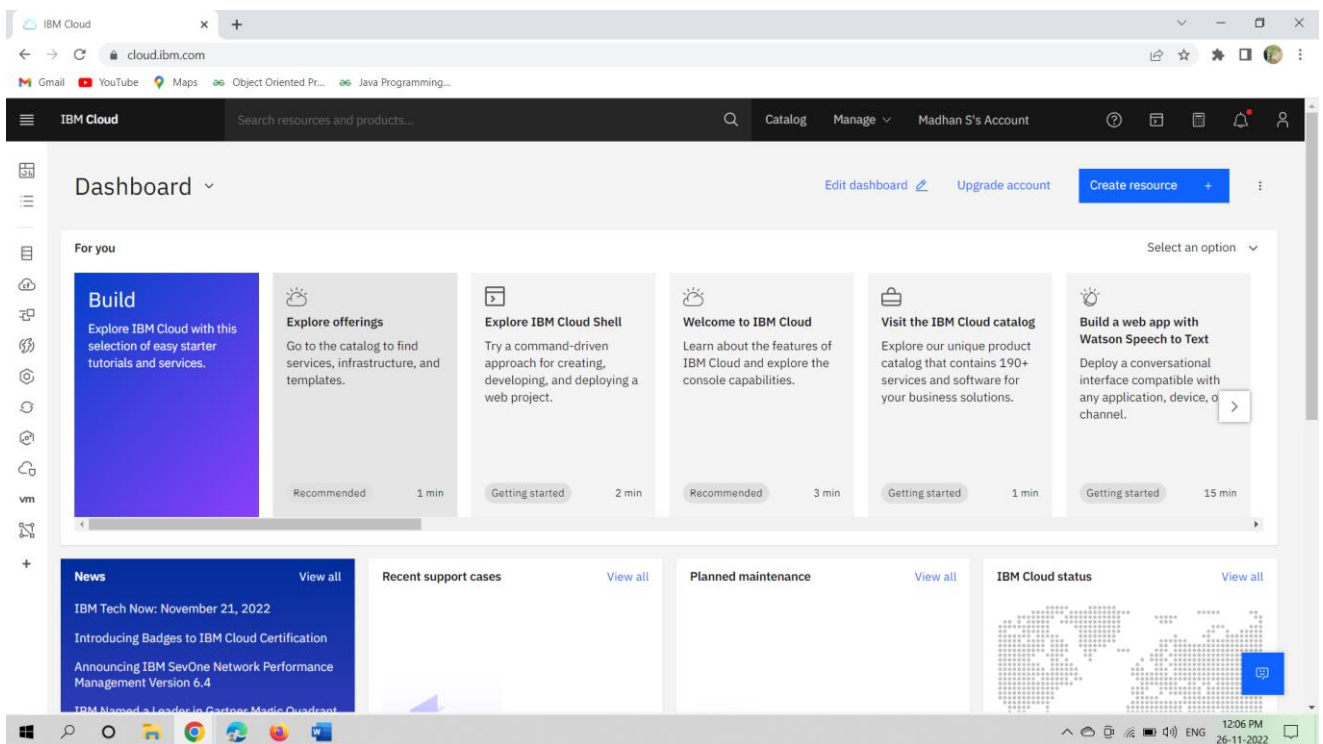 IBM Cloud
cloud.ibm.com
Gmail YouTube Maps Object Oriented Pr... Java Programming...
IBM Cloud Search resources and products... Catalog Manage Madhan S's Account
Dashboard Edit dashboard Upgrade account Create resource +
For you Select an option
Build
Explore IBM Cloud with this
selection of easy starter
tutorials and services.
Explore offerings
Go to the catalog to find
services, infrastructure, and
templates.
Recommended 1 min
Explore IBM Cloud Shell
Try a command-driven
approach for creating,
developing, and deploying a
web project.
Getting started 2 min
Welcome to IBM Cloud
Learn about the features of
IBM Cloud and explore the
console capabilities.
Recommended 3 min
Visit the IBM Cloud catalog
Explore our unique product
catalog that contains 190+
services and software for
your business solutions.
Getting started 1 min
Build a web app with
Watson Speech to Text
Deploy a conversational
interface compatible with
any application, device, o
channel.
Getting started 15 min
vm
News View all
IBM Tech Now: November 21, 2022
Introducing Badges to IBM Cloud Certification
Announcing IBM SevOne Network Performance
Management Version 6.4
IBM Named a Leader in Gartner Magic Quadrant
Recent support cases View all
Planned maintenance View all
IBM Cloud status View all
ENG 12:06 PM
26-11-2022